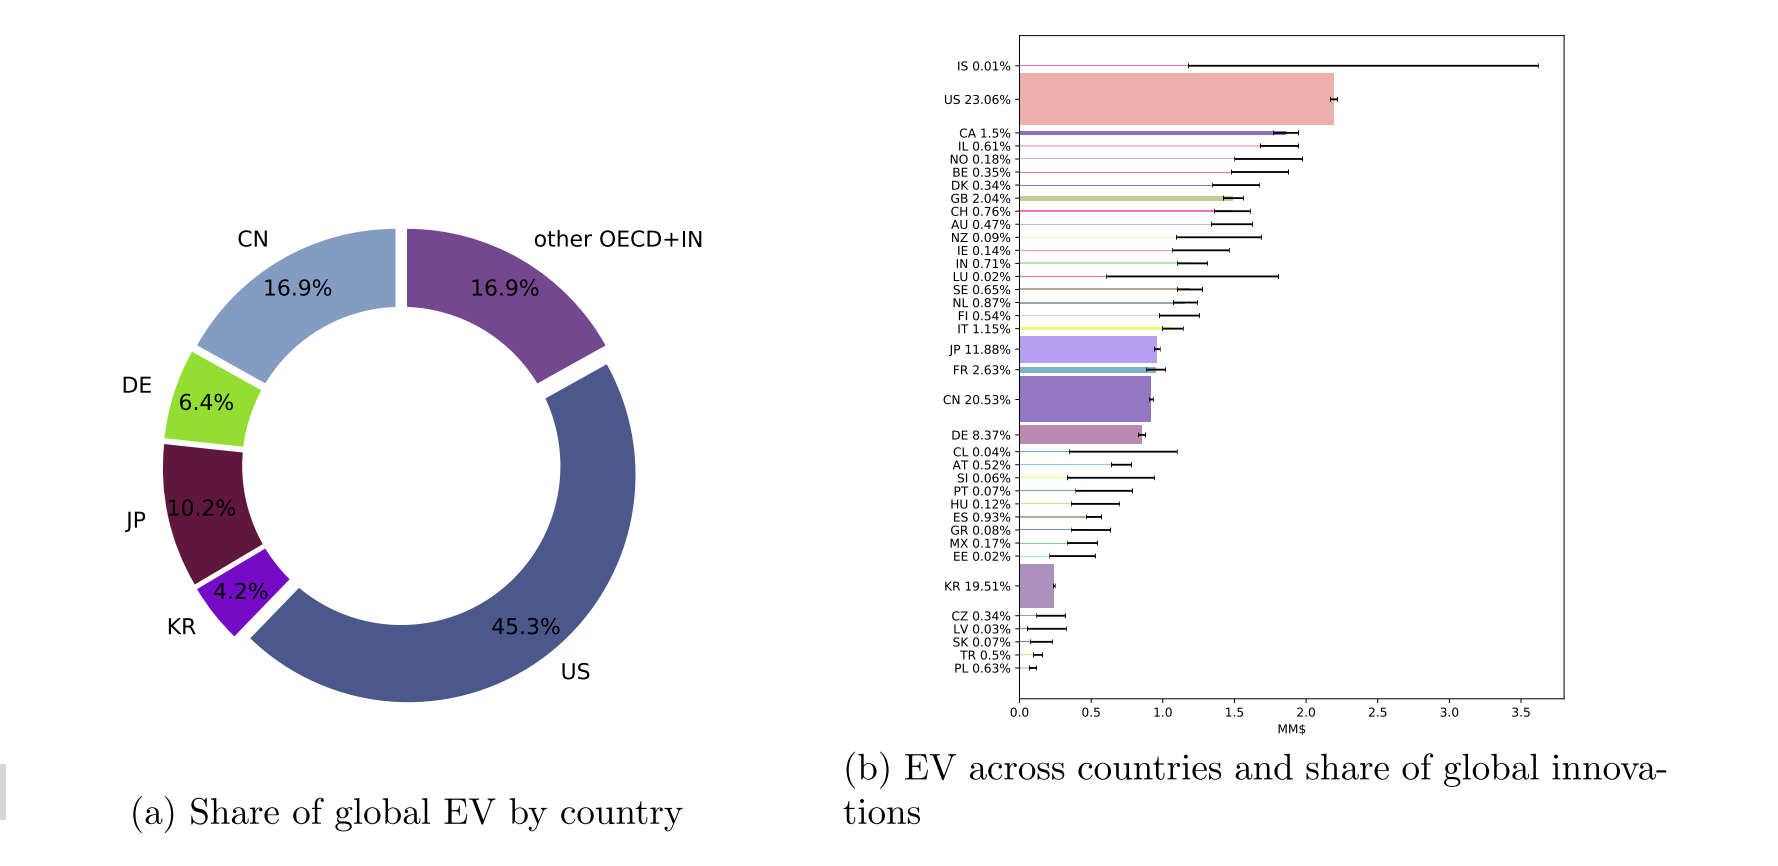 CN
other OECD+IN
16.9%
16.9%
DE
6.4%
10.2%
JP
4.2%
KR
45.3%
US
(a) Share of global EV by country
IS 0.01%
US 23.06%
CA 1.5%
IL 0.61%
NO 0.18%
BE 0.35%
DK 0.34%
GB 2.04%
CH 0.76%
AU 0.47%
NZ 0.09%
IE 0.14%
IN 0.71%
LU 0.02%
SE 0.65%
NL 0.87%
FI 0.54%
IT 1.15%
JP 11.88%
FR 2.63%
CN 20.53%
DE 8.37%
CL 0.04%
AT 0.52%
SI 0.06%
PT 0.07%
HU 0.12%
ES 0.93%
GR 0.08%
MX 0.17%
EE 0.02%
KR 19.51%
CZ 0.34%
LV 0.03%
SK 0.07%
TR 0.5%
PL 0.63%
0.0 0.5 1.0 1.5 2.0 2.5 3.0 3.5
MM$
(b) EV across countries and share of global innova-
tions